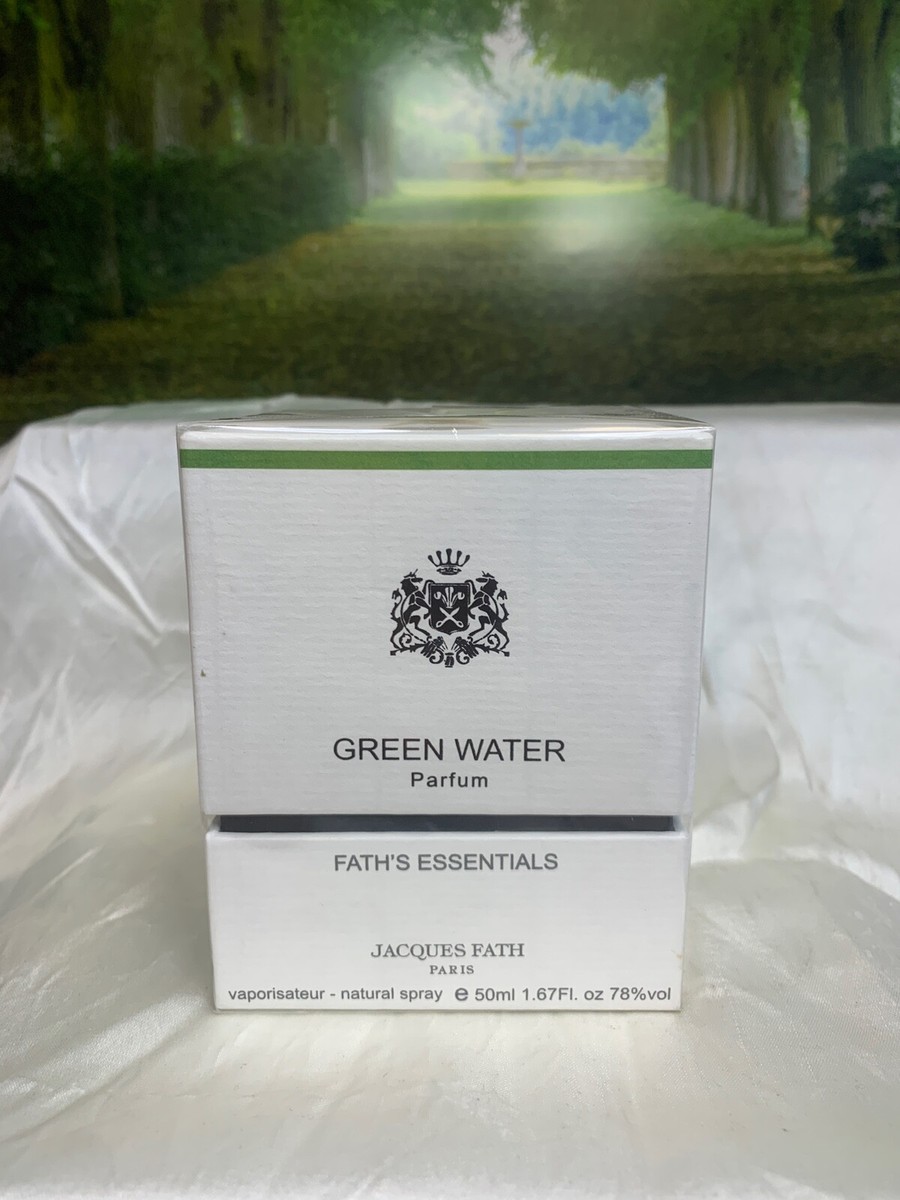 GREEN WATER
Parfum
FATH'S ESSENTIALS
JACQUES FATH
PARIS
vaporisateur - natural spray ℮ 50ml 1.67Fl. oz 78%vol